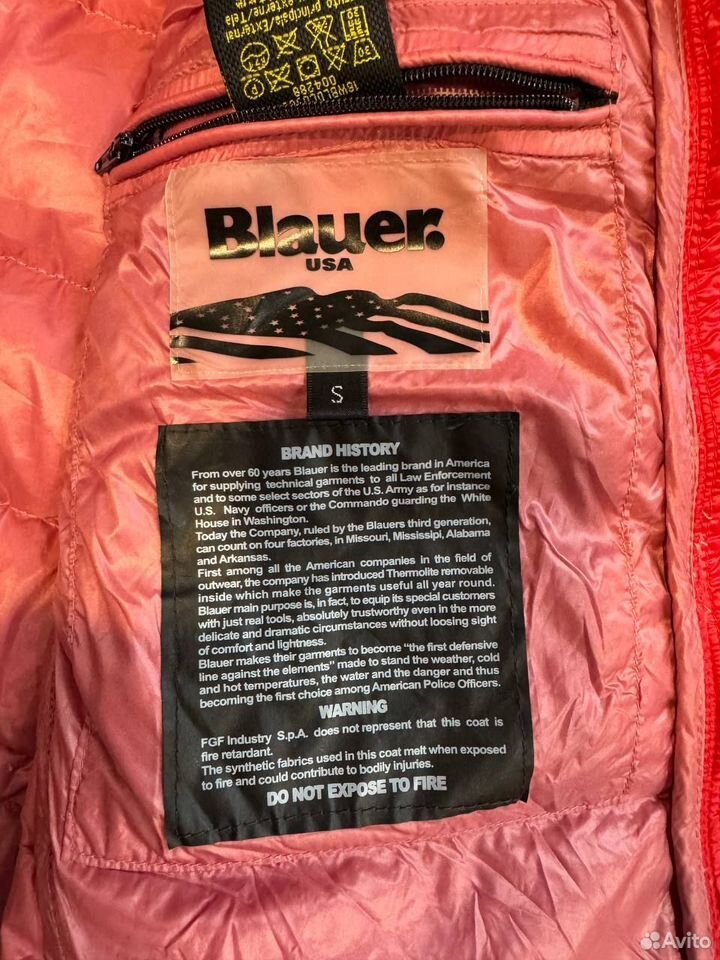 principale/External
externe/Tela
30
P
004288
Blauer.
USA
S
BRAND HISTORY
From over 60 years Blauer is the leading brand in America
for supplying technical garments to all Law Enforcement
and to some select sectors of the U.S. Army as for instance
U.S. Navy officers or the Commando guarding the White
House in Washington.
Today the Company, ruled by the Blauers third generation,
can count on four factories, in Missouri, Mississipi, Alabama
and Arkansas.
First among all the American companies in the field of
outwear, the company has introduced Thermolite removable
inside which make the garments useful all year round.
Blauer main purpose is, in fact, to equip its special customers
with just real tools, absolutely trustworthy even in the more
delicate and dramatic circumstances without loosing sight
of comfort and lightness.
Blauer makes their garments to become “the first defensive
line against the elements” made to stand the weather, cold
and hot temperatures, the water and the danger and thus
becoming the first choice among American Police Officers.
WARNING
FGF Industry S.p.A. does not represent that this coat is
fire retardant.
The synthetic fabrics used in this coat melt when exposed
to fire and could contribute to bodily injuries.
DO NOT EXPOSE TO FIRE
Avito